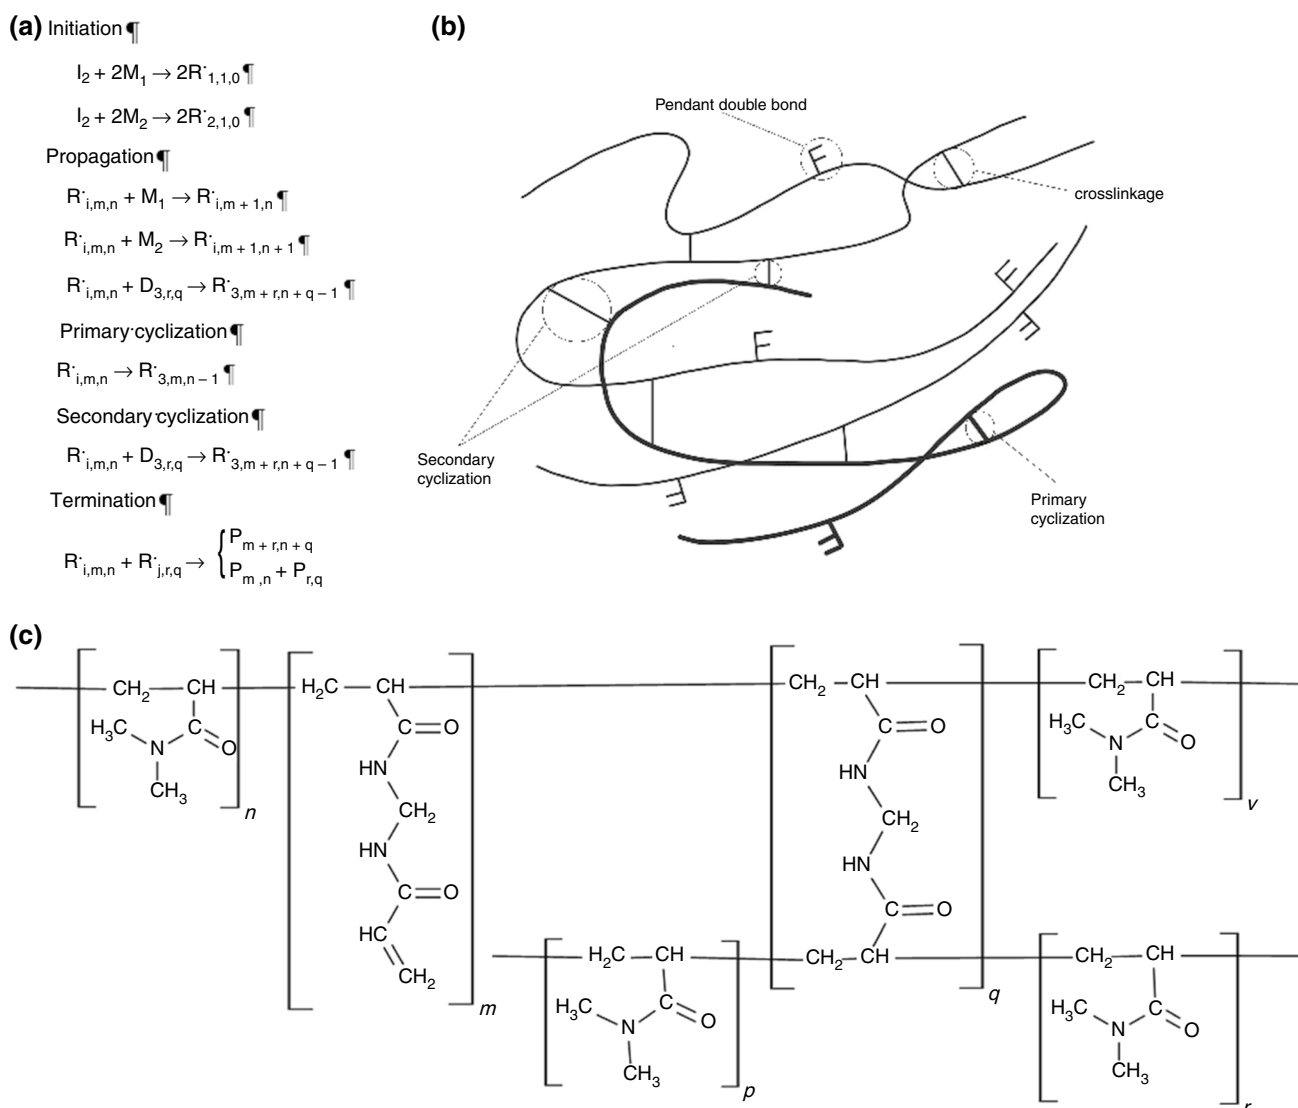 (a) Initiation¶
I₂ + 2M₁ → 2R˙₁,₁,₀¶
I₂ + 2M₂ → 2R˙₂,₁,₀¶
Propagation¶
R˙i,m,n + M₁ → R˙i,m + 1,n¶
R˙i,m,n + M₂ → R˙i,m + 1,n + 1¶
R˙i,m,n + D₃,r,q → R˙₃,m + r,n + q − 1¶
Primary˙cyclization¶
R˙i,m,n → R˙₃,m,n − 1¶
Secondary˙cyclization¶
R˙i,m,n + D₃,r,q → R˙₃,m + r,n + q − 1¶
Termination¶
R˙i,m,n + R˙j,r,q → {
Pm + r,n + q
Pm ,n + Pr,q
(b)
Pendant double bond
crosslinkage
Secondary
cyclization
Primary
cyclization
(c)
CH₂ CH
H₃C C O
N
CH₃
n
H₂C CH
C O
HN
CH₂
HN
C O
HC
CH₂
m
H₂C CH
H₃C C O
N
CH₃
p
CH₂ CH
C O
HN
CH₂
HN
C O
CH₂ CH
q
CH₂ CH
H₃C C O
N
CH₃
v
CH₂ CH
H₃C C O
N
CH₃
r